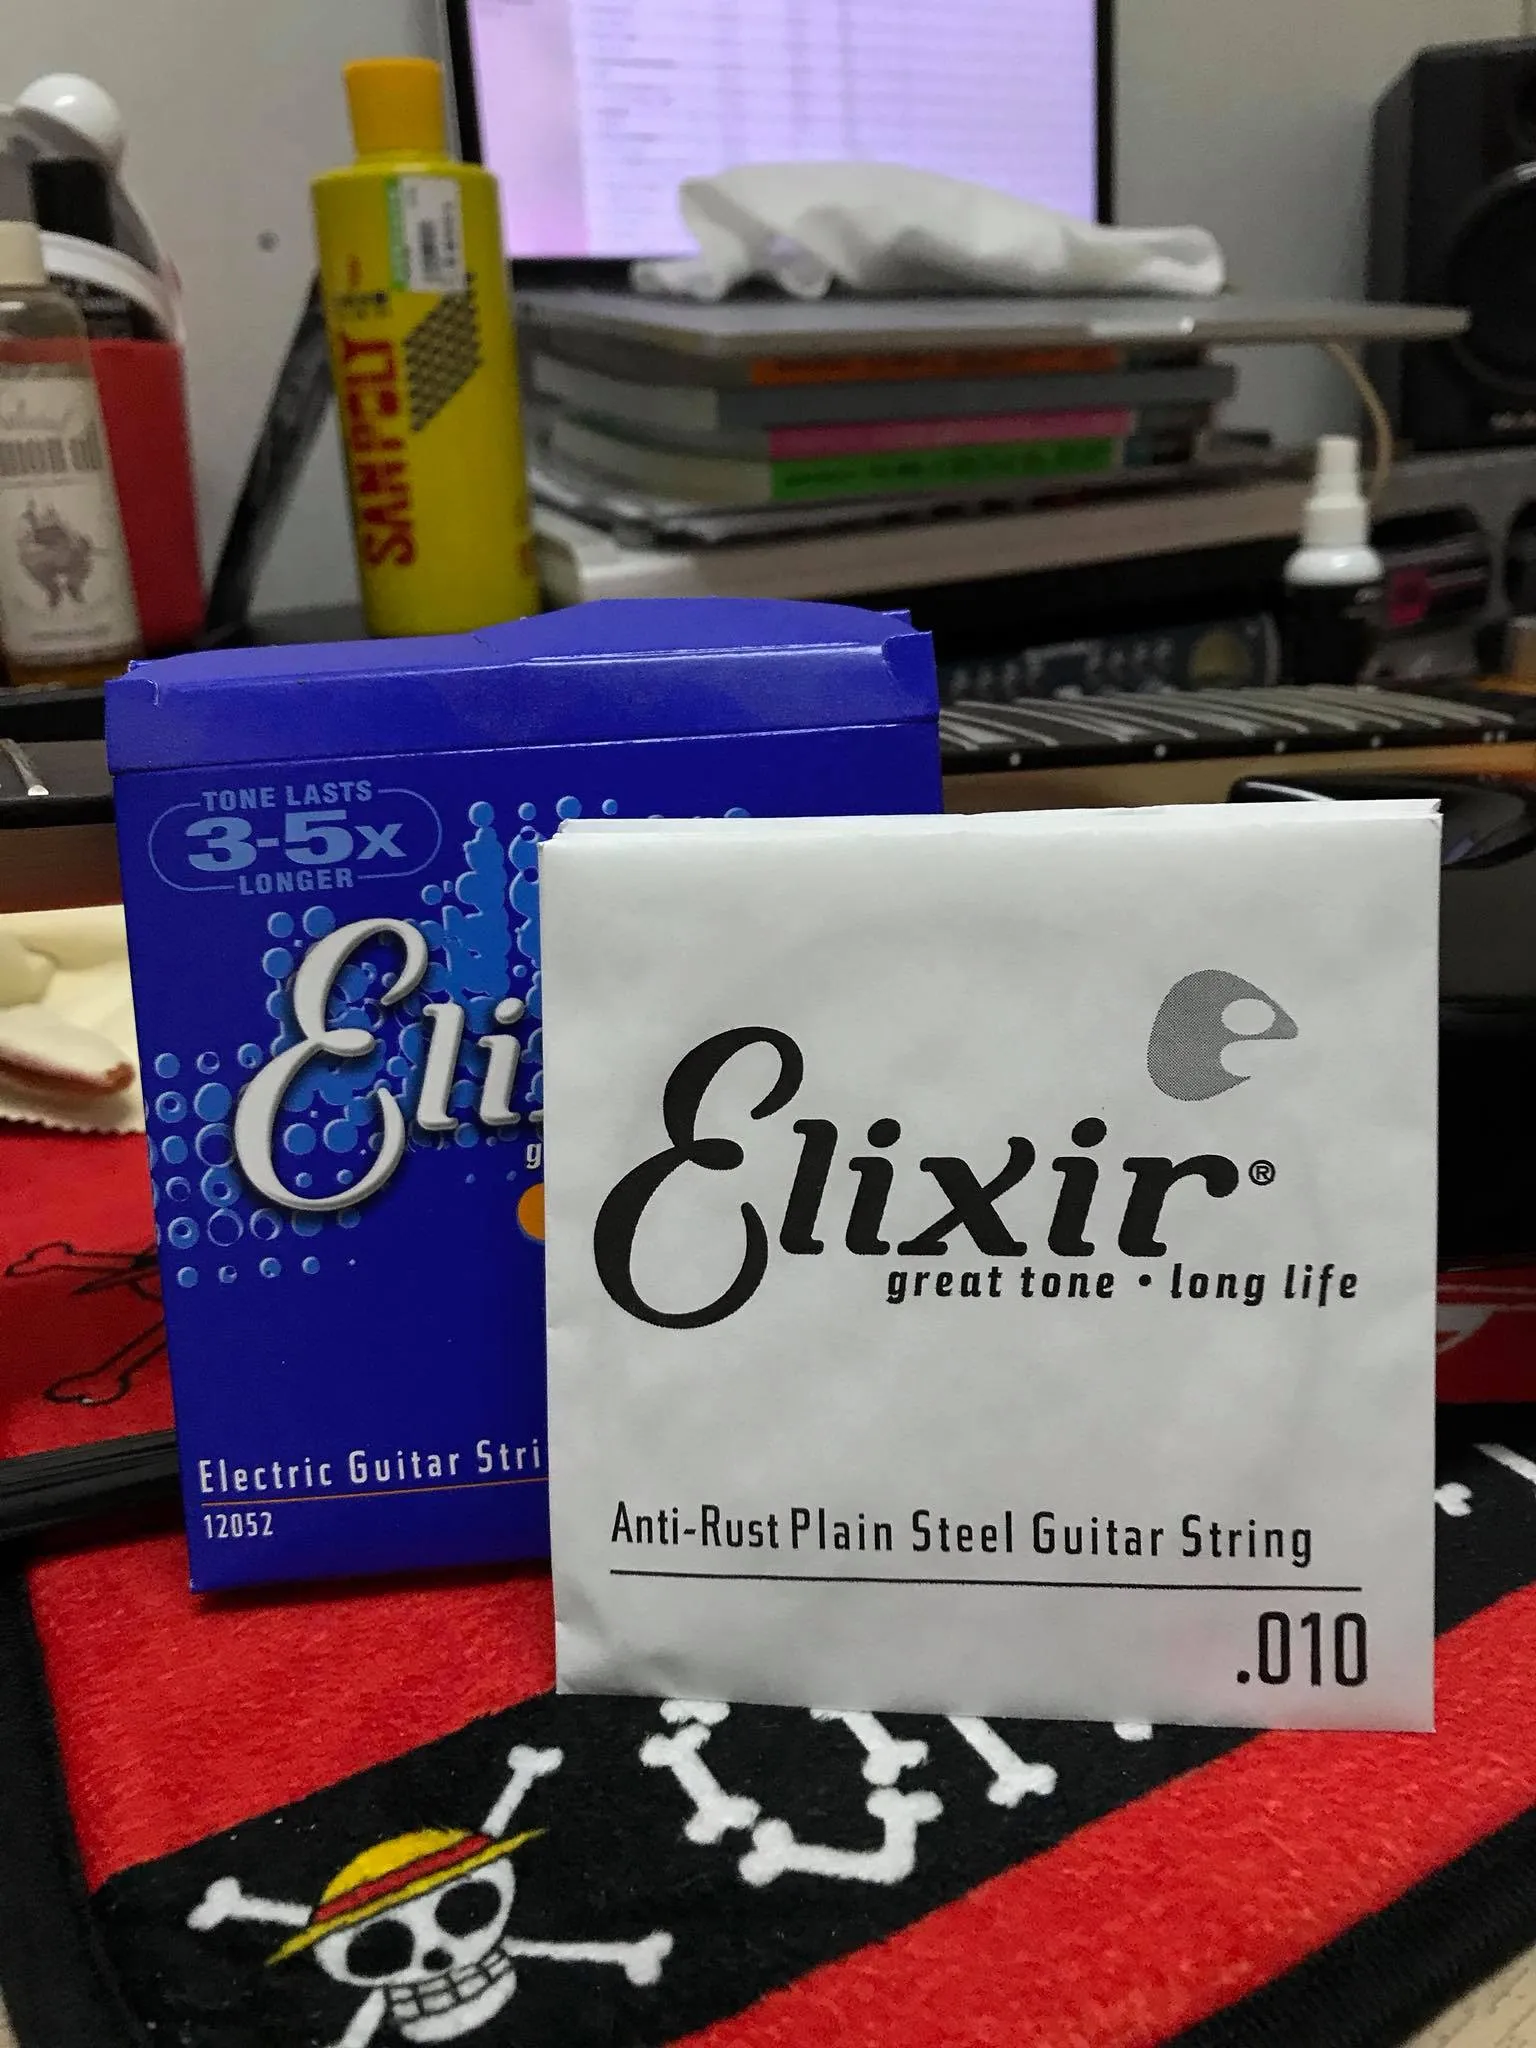 SANPOLY
TONE LASTS
3-5x
LONGER
Eli
g
Electric Guitar Stri
12052
Elixir®
great tone • long life
Anti-Rust Plain Steel Guitar String
.010